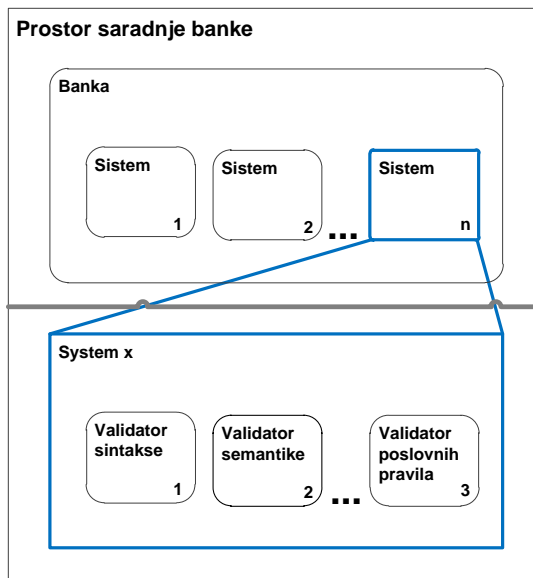 Prostor saradnje banke
Banka
Sistem
1
Sistem
2
...
Sistem
n
System x
Validator
sintakse
1
Validator
semantike
2
...
Validator
poslovnih
pravila
3